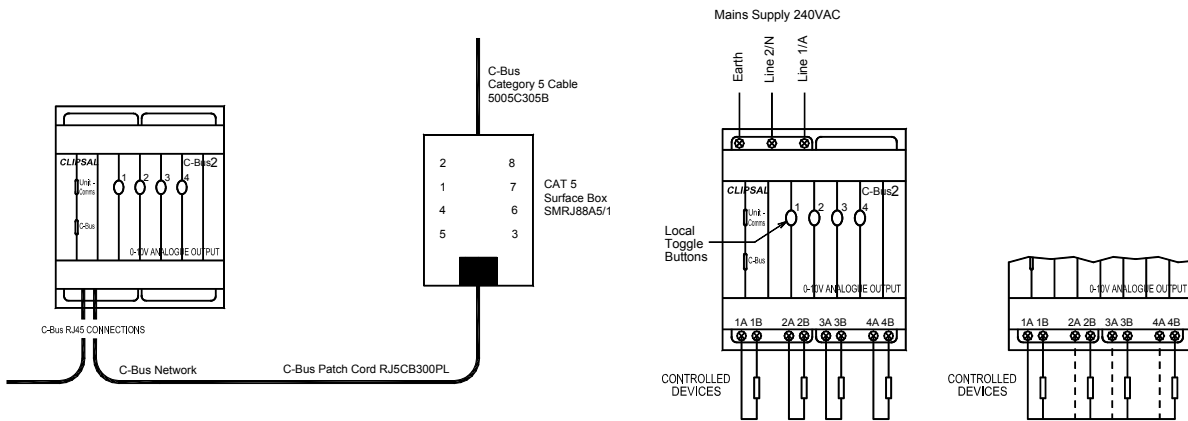 Mains Supply 240VAC
Earth
Line 2/N
Line 1/A
C-Bus
Category 5 Cable
5005C305B
CLIPSAL
C-Bus2
1 2 3 4
Unit -
Comms
C-Bus
0-10V ANALOGUE OUTPUT
C-Bus RJ45 CONNECTIONS
C-Bus Network
C-Bus Patch Cord RJ5CB300PL
2 8
1 7
4 6
5 3
CAT 5
Surface Box
SMRJ88A5/1
CLIPSAL
C-Bus2
1 2 3 4
Unit -
Comms
C-Bus
Local
Toggle
Buttons
0-10V ANALOGUE OUTPUT
1A 1B 2A 2B 3A 3B 4A 4B
CONTROLLED
DEVICES
0-10V ANALOGUE OUTPUT
1A 1B 2A 2B 3A 3B 4A 4B
CONTROLLED
DEVICES